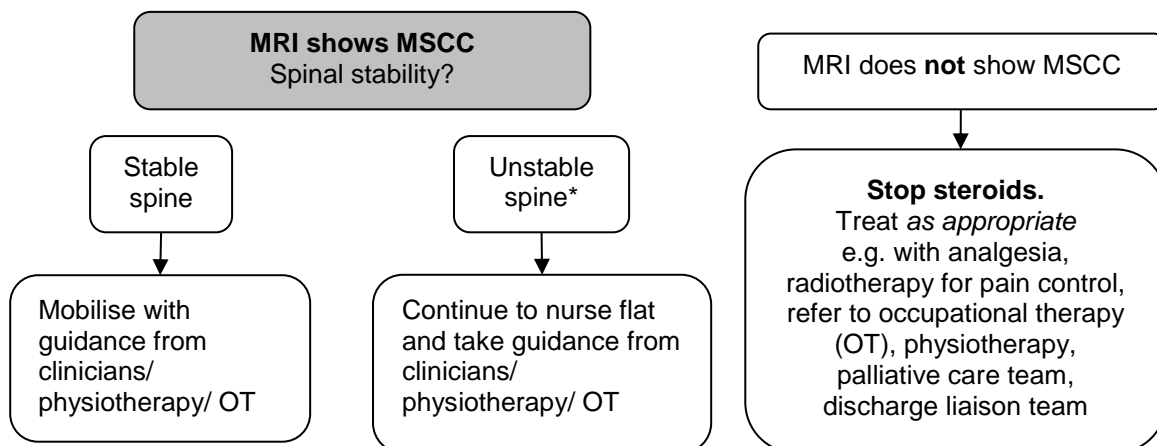 MRI shows MSCC
Spinal stability?
MRI does not show MSCC
Stable
spine
Unstable
spine*
Stop steroids.
Treat as appropriate
e.g. with analgesia,
radiotherapy for pain control,
refer to occupational therapy
(OT), physiotherapy,
palliative care team,
discharge liaison team
Mobilise with
guidance from
clinicians/
physiotherapy/ OT
Continue to nurse flat
and take guidance from
clinicians/
physiotherapy/ OT